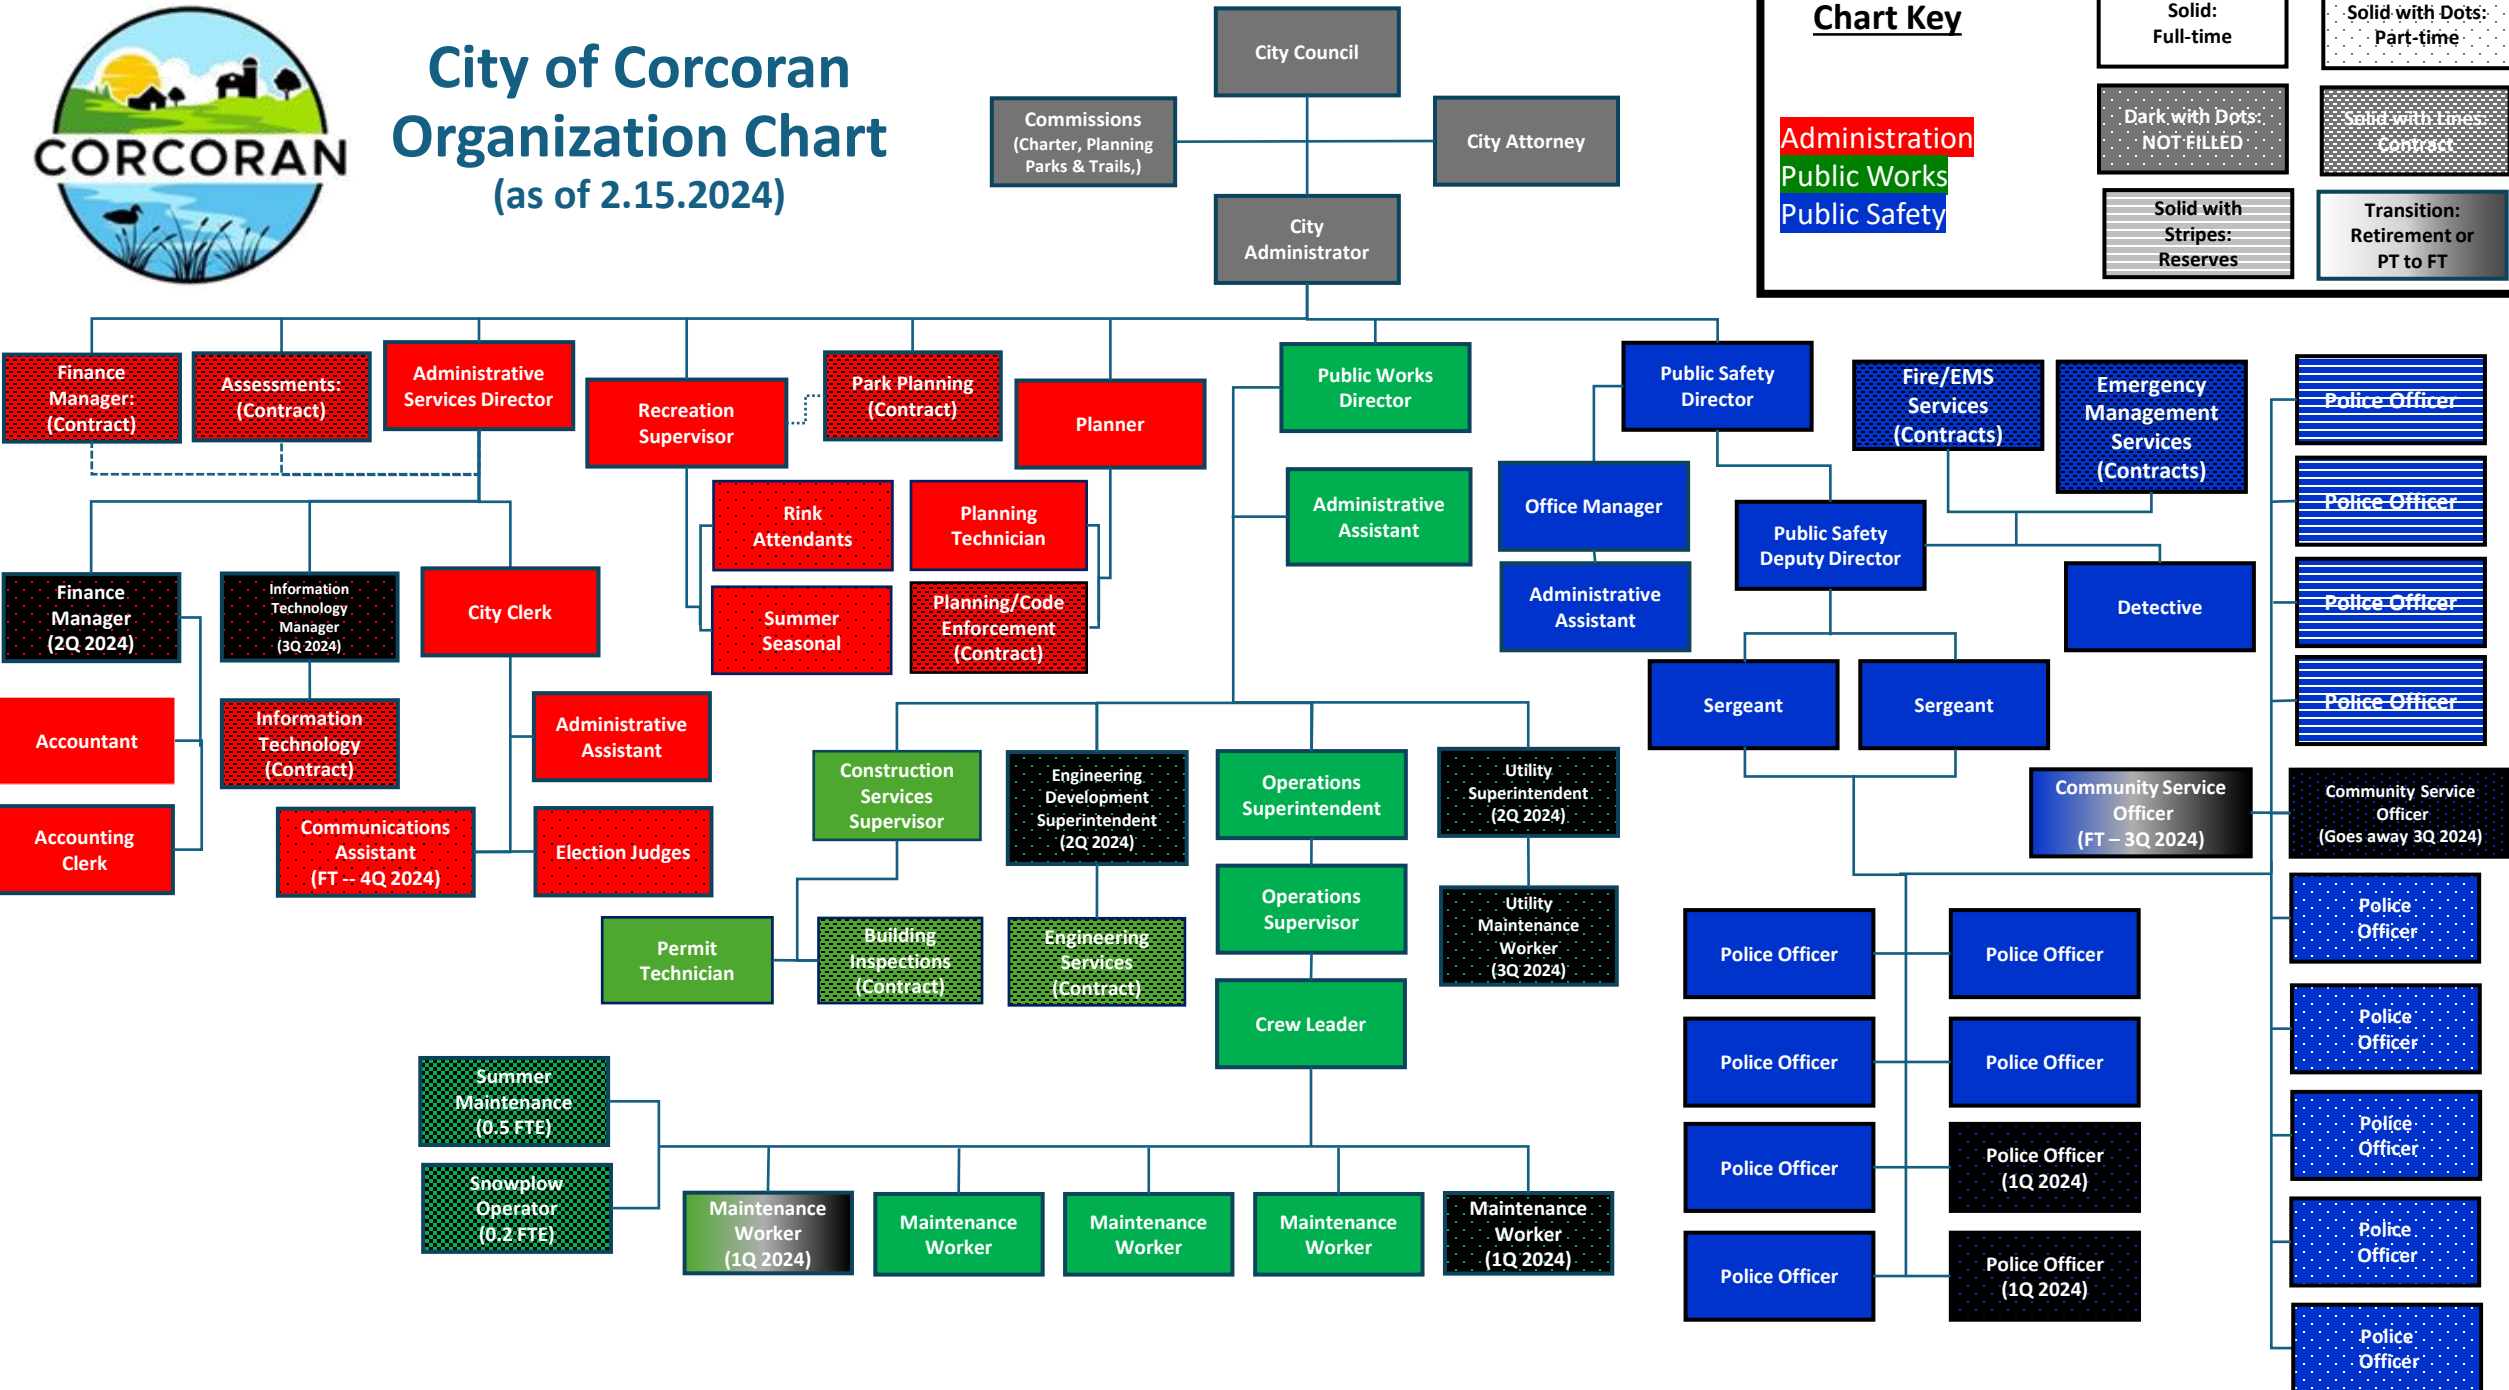 CORCORAN
City of Corcoran
Organization Chart
(as of 2.15.2024)
City Council
Commissions
(Charter, Planning
Parks & Trails,)
City Attorney
City
Administrator
Chart Key
Administration
Public Works
Public Safety
Solid:
Full-time
Solid with Dots:
Part-time
Dark with Dots:
NOT FILLED
Solid with Lines:
Contract
Solid with
Stripes:
Reserves
Transition:
Retirement or
PT to FT
Finance
Manager:
(Contract)
Assessments:
(Contract)
Administrative
Services Director
Recreation
Supervisor
Park Planning
(Contract)
Planner
Public Works
Director
Public Safety
Director
Fire/EMS
Services
(Contracts)
Emergency
Management
Services
(Contracts)
Police Officer
Police Officer
Police Officer
Police Officer
Rink
Attendants
Summer
Seasonal
Planning
Technician
Planning/Code
Enforcement
(Contract)
Administrative
Assistant
Office Manager
Administrative
Assistant
Public Safety
Deputy Director
Detective
Finance
Manager
(2Q 2024)
Information
Technology
Manager
(3Q 2024)
City Clerk
Accountant
Accounting
Clerk
Information
Technology
(Contract)
Administrative
Assistant
Communications
Assistant
(FT -- 4Q 2024)
Election Judges
Sergeant
Sergeant
Construction
Services
Supervisor
Engineering
Development
Superintendent
(2Q 2024)
Operations
Superintendent
Utility
Superintendent
(2Q 2024)
Community Service
Officer
(FT – 3Q 2024)
Community Service
Officer
(Goes away 3Q 2024)
Permit
Technician
Building
Inspections
(Contract)
Engineering
Services
(Contract)
Operations
Supervisor
Utility
Maintenance
Worker
(3Q 2024)
Crew Leader
Summer
Maintenance
(0.5 FTE)
Snowplow
Operator
(0.2 FTE)
Maintenance
Worker
(1Q 2024)
Maintenance
Worker
Maintenance
Worker
Maintenance
Worker
Maintenance
Worker
(1Q 2024)
Police Officer
Police Officer
Police Officer
Police Officer
Police Officer
Police Officer
(1Q 2024)
Police Officer
Police Officer
(1Q 2024)
Police
Officer
Police
Officer
Police
Officer
Police
Officer
Police
Officer